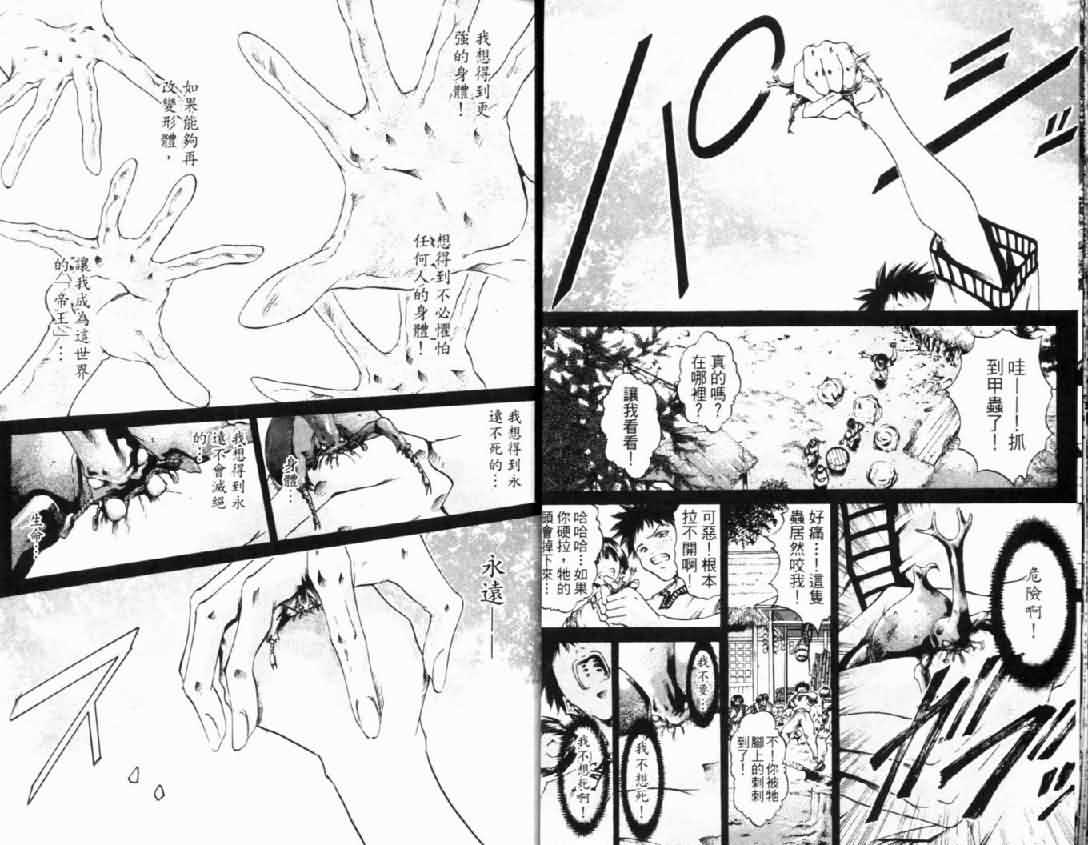 パシッ
哇——！抓
到甲蟲了！
真的嗎？
在哪裡？
讓我看看！
危險啊！
好痛…！這隻
蟲居然咬我！
不！你被牠
腳上的刺刺
到了！
可惡！根本
拉不開啊！
哈哈哈…如果
你硬拉，牠的
頭會掉下來…
我不要…
我不想死！
我不想死啊！
我想得到更
強的身體！
想得到不必懼怕
任何人的身體！
如果能夠再
改變形體，
讓我成為這世界
的「帝王」…
我想得到永
遠不死的…
身體…
我想得到永
遠不會滅絕
的…
生命…
永遠——